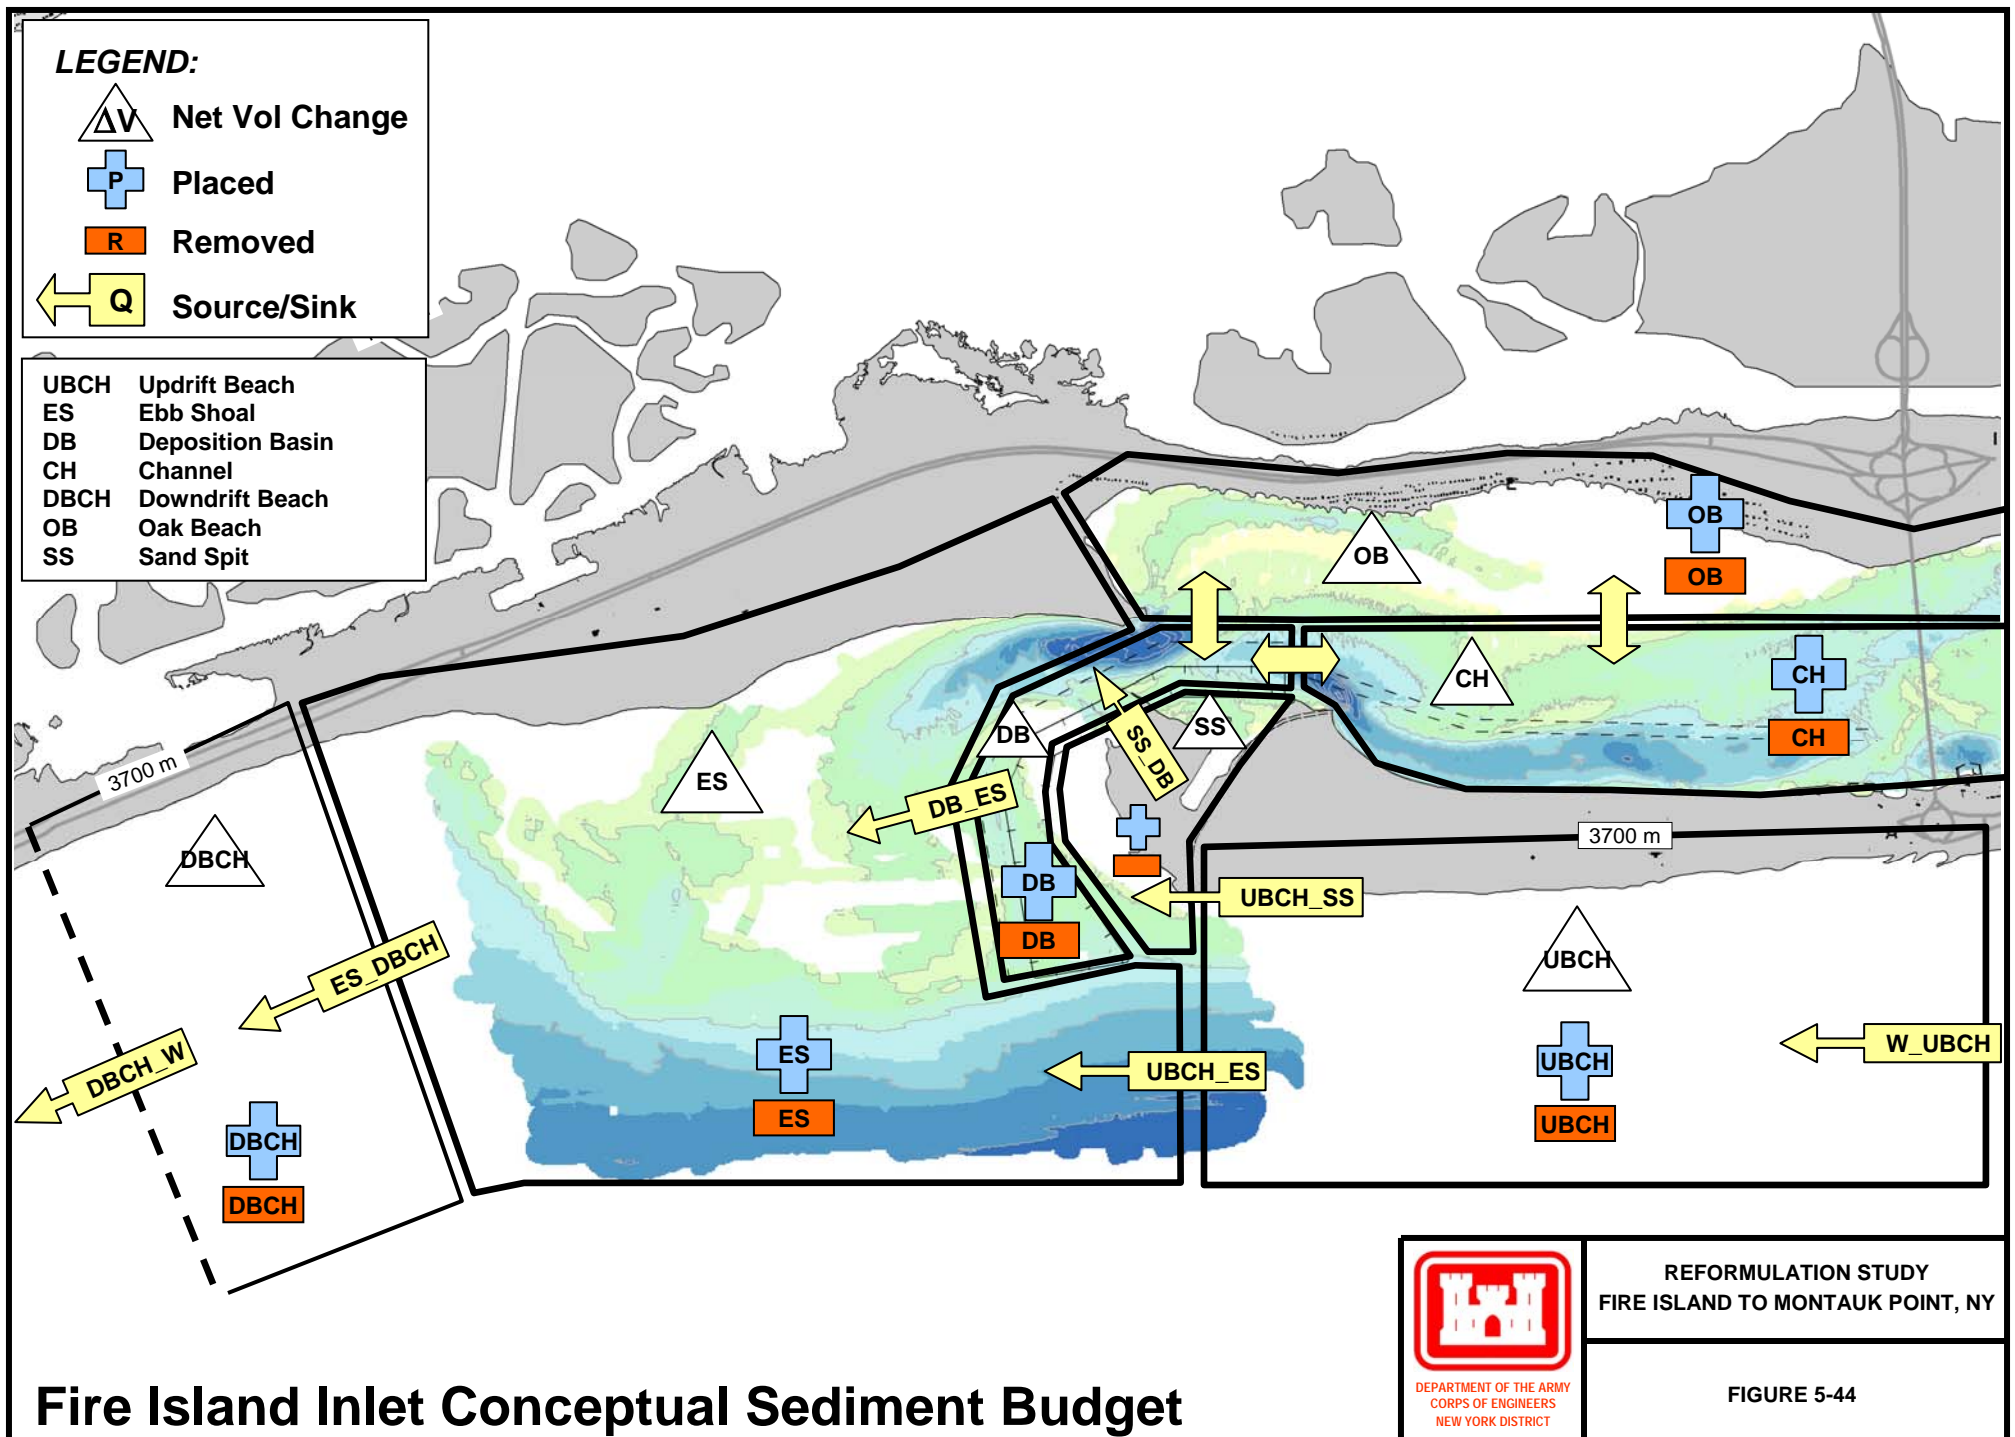 LEGEND:
ΔV Net Vol Change
P Placed
R Removed
Q Source/Sink
UBCH Updrift Beach
ES Ebb Shoal
DB Deposition Basin
CH Channel
DBCH Downdrift Beach
OB Oak Beach
SS Sand Spit
OB
OB
OB
CH
CH
CH
SS
SS_DB
DB
DB_ES
ES
3700 m
3700 m
DBCH
DB
DB
UBCH_SS
UBCH
ES_DBCH
DBCH_W
ES
ES
UBCH_ES
UBCH
UBCH
W_UBCH
DBCH
DBCH
REFORMULATION STUDY
FIRE ISLAND TO MONTAUK POINT, NY
DEPARTMENT OF THE ARMY
CORPS OF ENGINEERS
NEW YORK DISTRICT
FIGURE 5-44
Fire Island Inlet Conceptual Sediment Budget